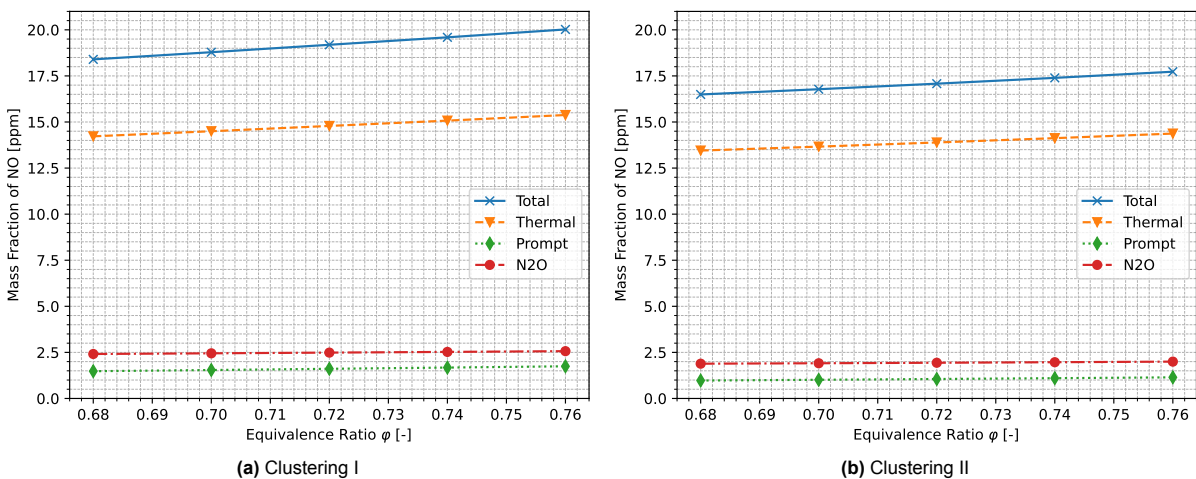 20.0
17.5
15.0
12.5
10.0
7.5
5.0
2.5
0.0
Mass Fraction of NO [ppm]
Total
Thermal
Prompt
N2O
0.68 0.69 0.70 0.71 0.72 0.73 0.74 0.75 0.76
Equivalence Ratio φ [-]
(a) Clustering I
20.0
17.5
15.0
12.5
10.0
7.5
5.0
2.5
0.0
Mass Fraction of NO [ppm]
Total
Thermal
Prompt
N2O
0.68 0.69 0.70 0.71 0.72 0.73 0.74 0.75 0.76
Equivalence Ratio φ [-]
(b) Clustering II